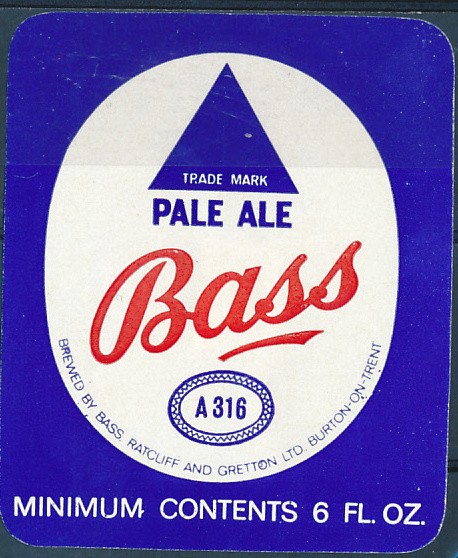 TRADE MARK
PALE ALE
Bass
A 316
BREWED BY BASS, RATCLIFF AND GRETTON LTD. BURTON-ON-TRENT
MINIMUM CONTENTS 6 FL. OZ.